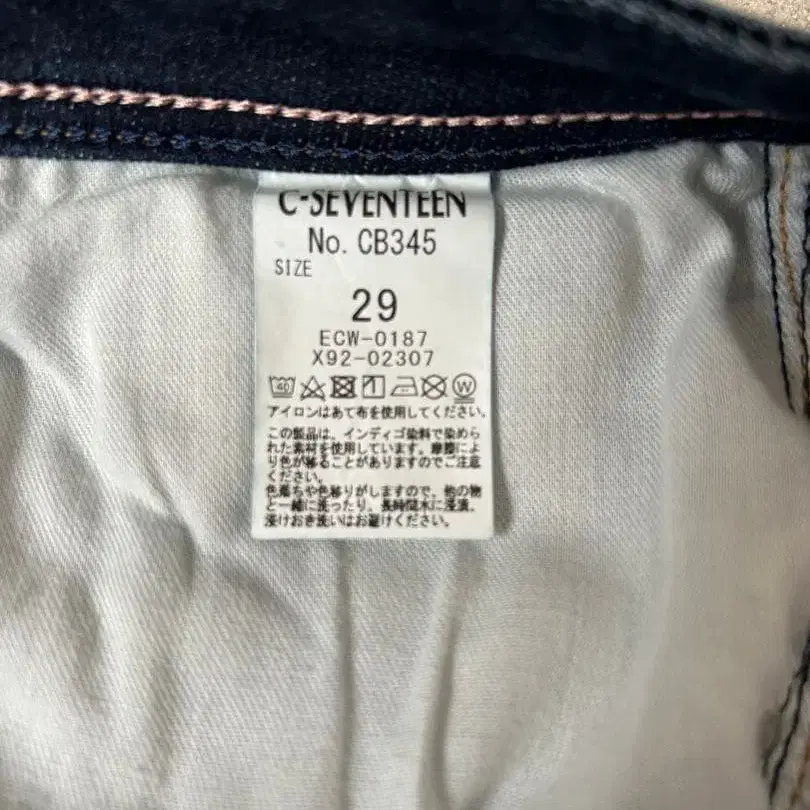 C-SEVENTEEN
No. CB345
SIZE
29
ECW-0187
X92-02307
40 W
アイロンはあて布を使用してください。
この製品は、インディゴ染料で染めら
れた素材を使用しています。摩擦によ
り色が移ることがありますのでご注意
ください。
色落ちや色移りがしますので、他の物
と一緒に洗ったり、長時間水に浸漬、
浸けおき洗いはお避けください。